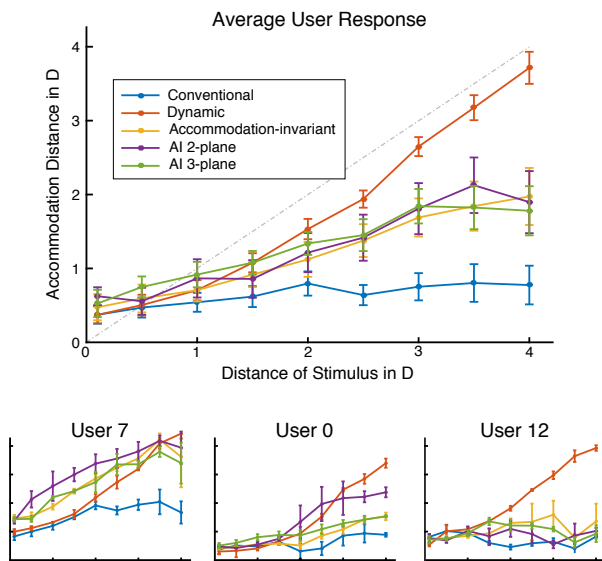 Average User Response
4
3
2
1
0
Accommodation Distance in D
Conventional
Dynamic
Accommodation-invariant
AI 2-plane
AI 3-plane
0 1 2 3 4
Distance of Stimulus in D
User 7 User 0 User 12